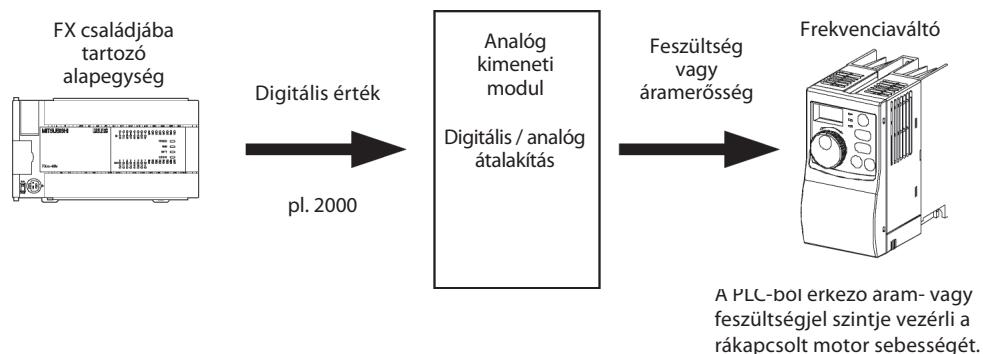 FX családjába
tartozó
alapegység
MITSUBISHI
Digitális érték
pl. 2000
Analóg
kimeneti
modul
Digitális / analóg
átalakítás
Feszültség
vagy
áramerősség
Frekvenciaváltó
A PLC-ből érkező áram- vagy
feszültségjel szintje vezérli a
rákapcsolt motor sebességét.